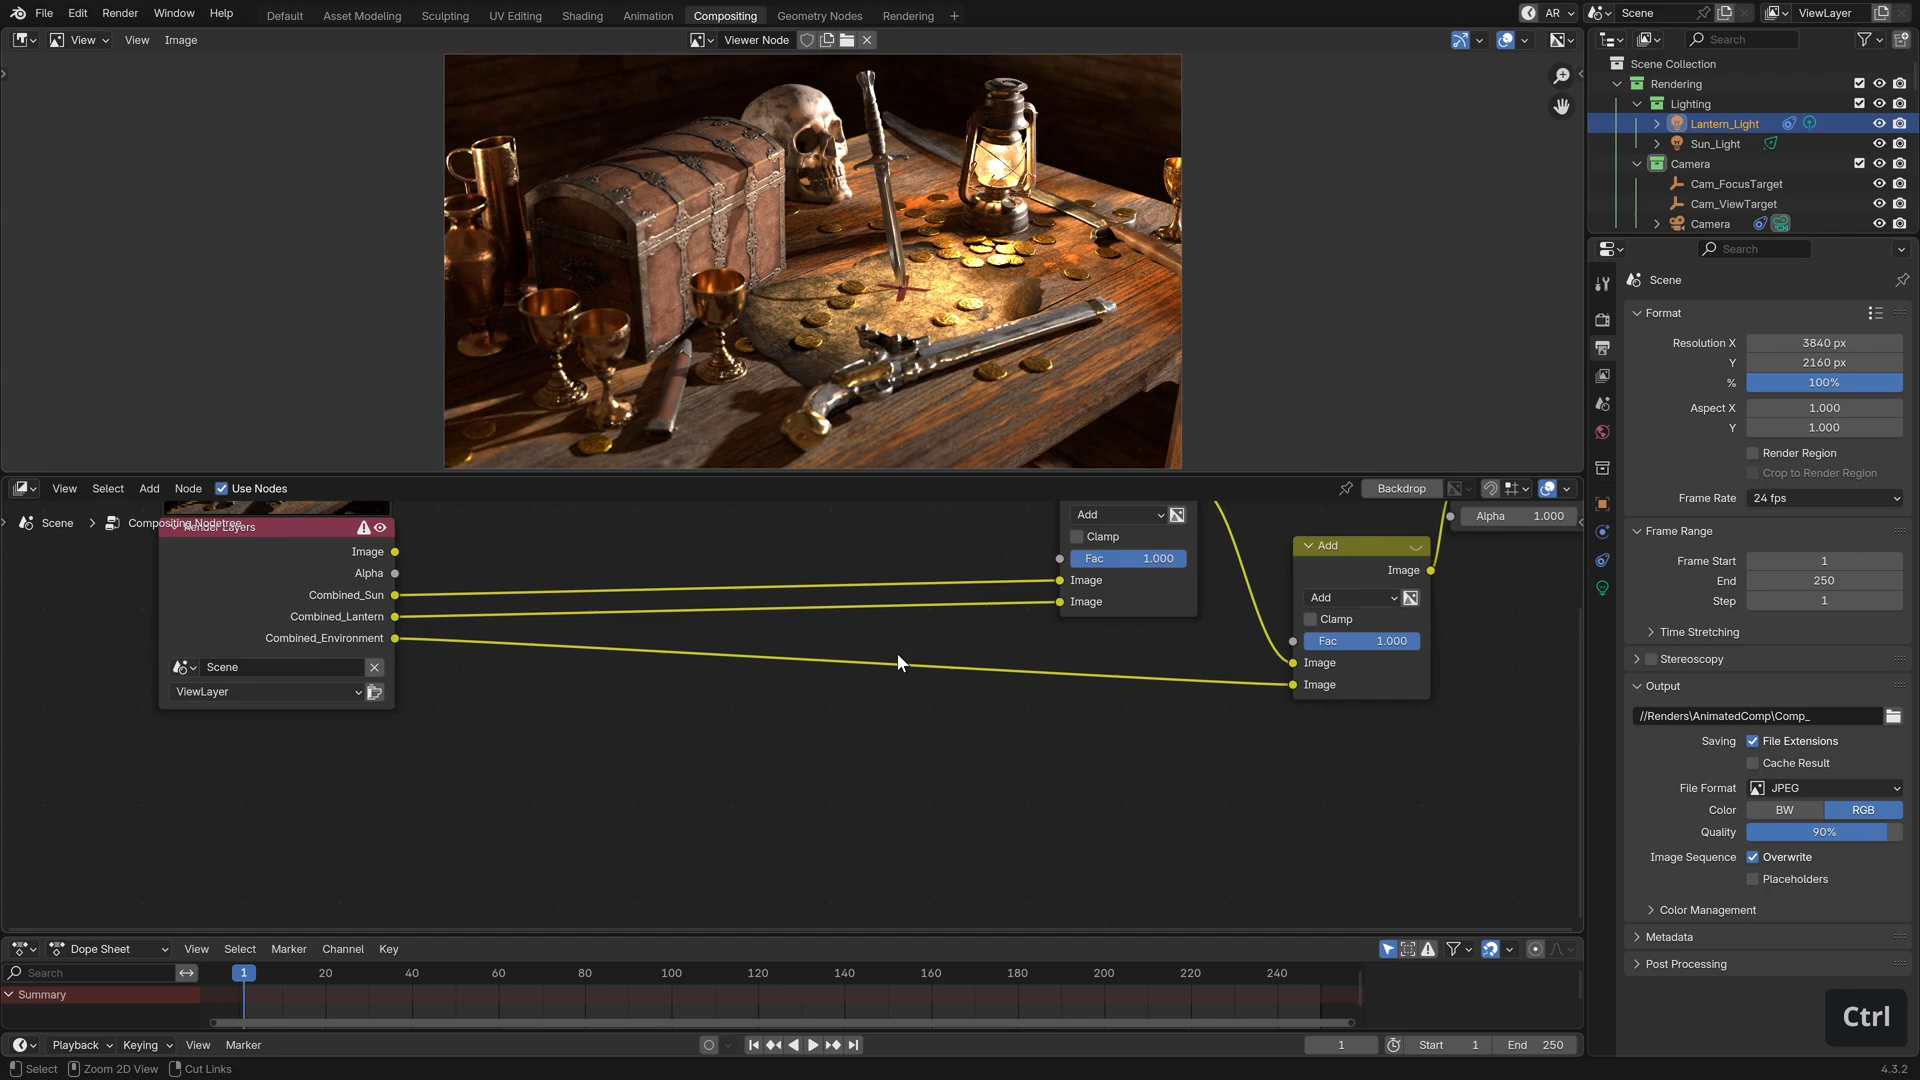 File Edit Render Window Help Default Asset Modeling Sculpting UV Editing Shading Animation Compositing Geometry Nodes Rendering AR Scene ViewLayer
View View Image Viewer Node
Search
Scene Collection
Rendering
Lighting
Lantern_Light
Sun_Light
Camera
Cam_FocusTarget
Cam_ViewTarget
Camera
Search
Scene
Format
Resolution X 3840 px
Y 2160 px
% 100%
Aspect X 1.000
Y 1.000
Render Region
Crop to Render Region
Frame Rate 24 fps
Frame Range
Frame Start 1
End 250
Step 1
Time Stretching
Stereoscopy
Output
//Renders\AnimatedComp\Comp_
Saving File Extensions
Cache Result
File Format JPEG
Color BW RGB
Quality 90%
Image Sequence Overwrite
Placeholders
Color Management
Metadata
Post Processing
View Select Add Node Use Nodes Backdrop
Scene Compositing Nodetree
Render Layers
Image
Alpha
Combined_Sun
Combined_Lantern
Combined_Environment
Scene
ViewLayer
Add
Clamp
Fac 1.000
Image
Image
Add
Image
Add
Clamp
Fac 1.000
Image
Image
Alpha 1.000
Dope Sheet View Select Marker Channel Key
Search 1 20 40 60 80 100 120 140 160 180 200 220 240
Summary
Playback Keying View Marker 1 Start 1 End 250
Select Zoom 2D View Cut Links 4.3.2
Ctrl